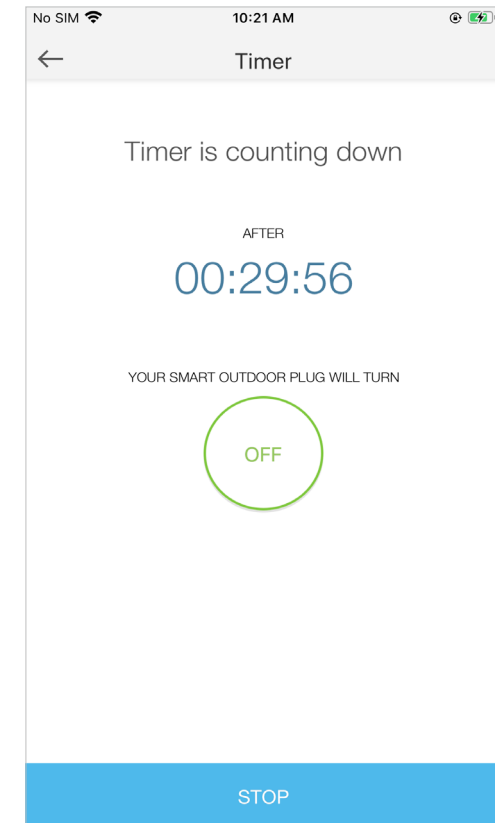 No SIM 10:21 AM
Timer
Timer is counting down
AFTER
00:29:56
YOUR SMART OUTDOOR PLUG WILL TURN
OFF
STOP